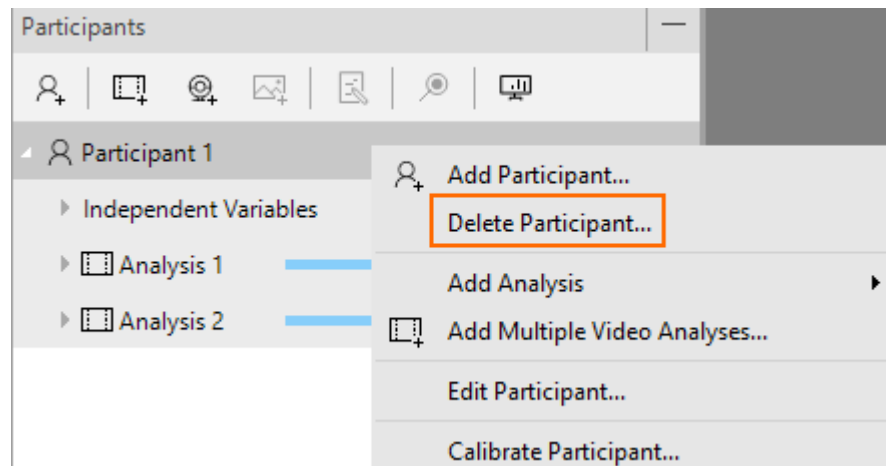 Participants
Participant 1
Independent Variables
Analysis 1
Analysis 2
Add Participant...
Delete Participant...
Add Analysis
Add Multiple Video Analyses...
Edit Participant...
Calibrate Participant...